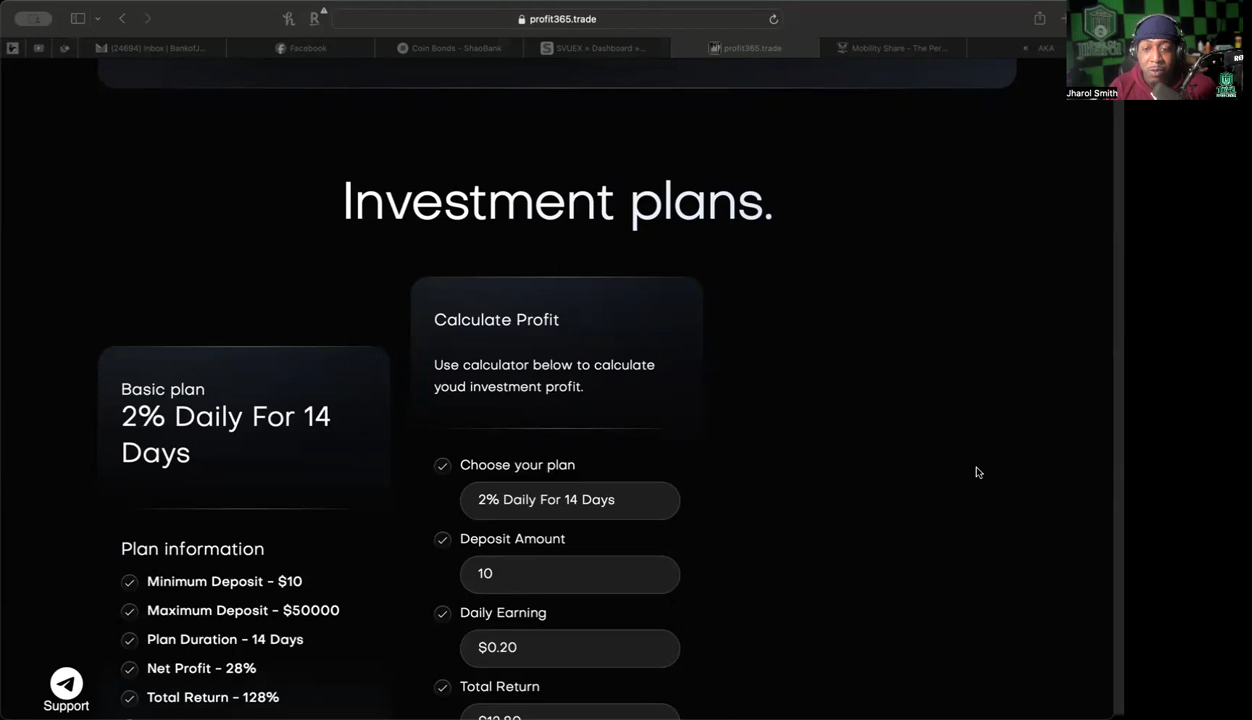 profit365.trade
(24694) Inbox | BankofJ...
Facebook
Coin Bonds - ShaoBank
SVUEX » Dashboard »...
profit365.trade
Mobility Share - The Per...
AKA
Jharol Smith
Investment plans.
Basic plan
2% Daily For 14
Days
Plan information
Minimum Deposit - $10
Maximum Deposit - $50000
Plan Duration - 14 Days
Net Profit - 28%
Total Return - 128%
Calculate Profit
Use calculator below to calculate
youd investment profit.
Choose your plan
2% Daily For 14 Days
Deposit Amount
10
Daily Earning
$0.20
Total Return
$12.80
Support